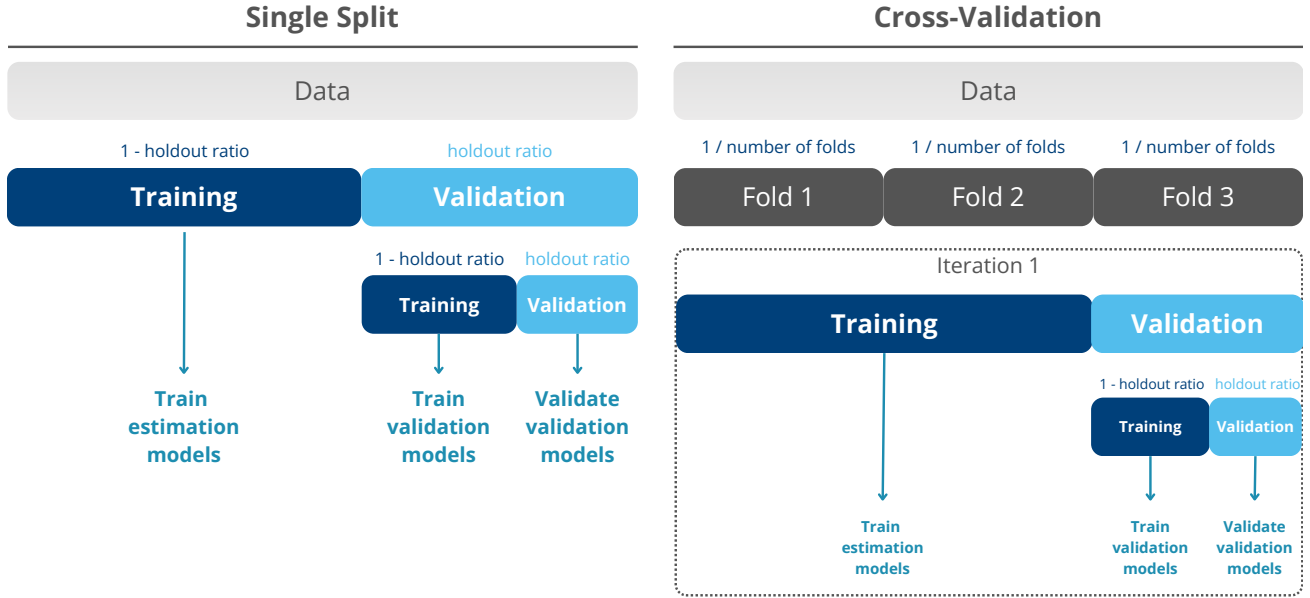 Single Split
Data
1 - holdout ratio
holdout ratio
Training
Validation
1 - holdout ratio
holdout ratio
Training
Validation
Train
estimation
models
Train
validation
models
Validate
validation
models
Cross-Validation
Data
1 / number of folds
1 / number of folds
1 / number of folds
Fold 1
Fold 2
Fold 3
Iteration 1
Training
Validation
1 - holdout ratio
holdout ratio
Training
Validation
Train
estimation
models
Train
validation
models
Validate
validation
models